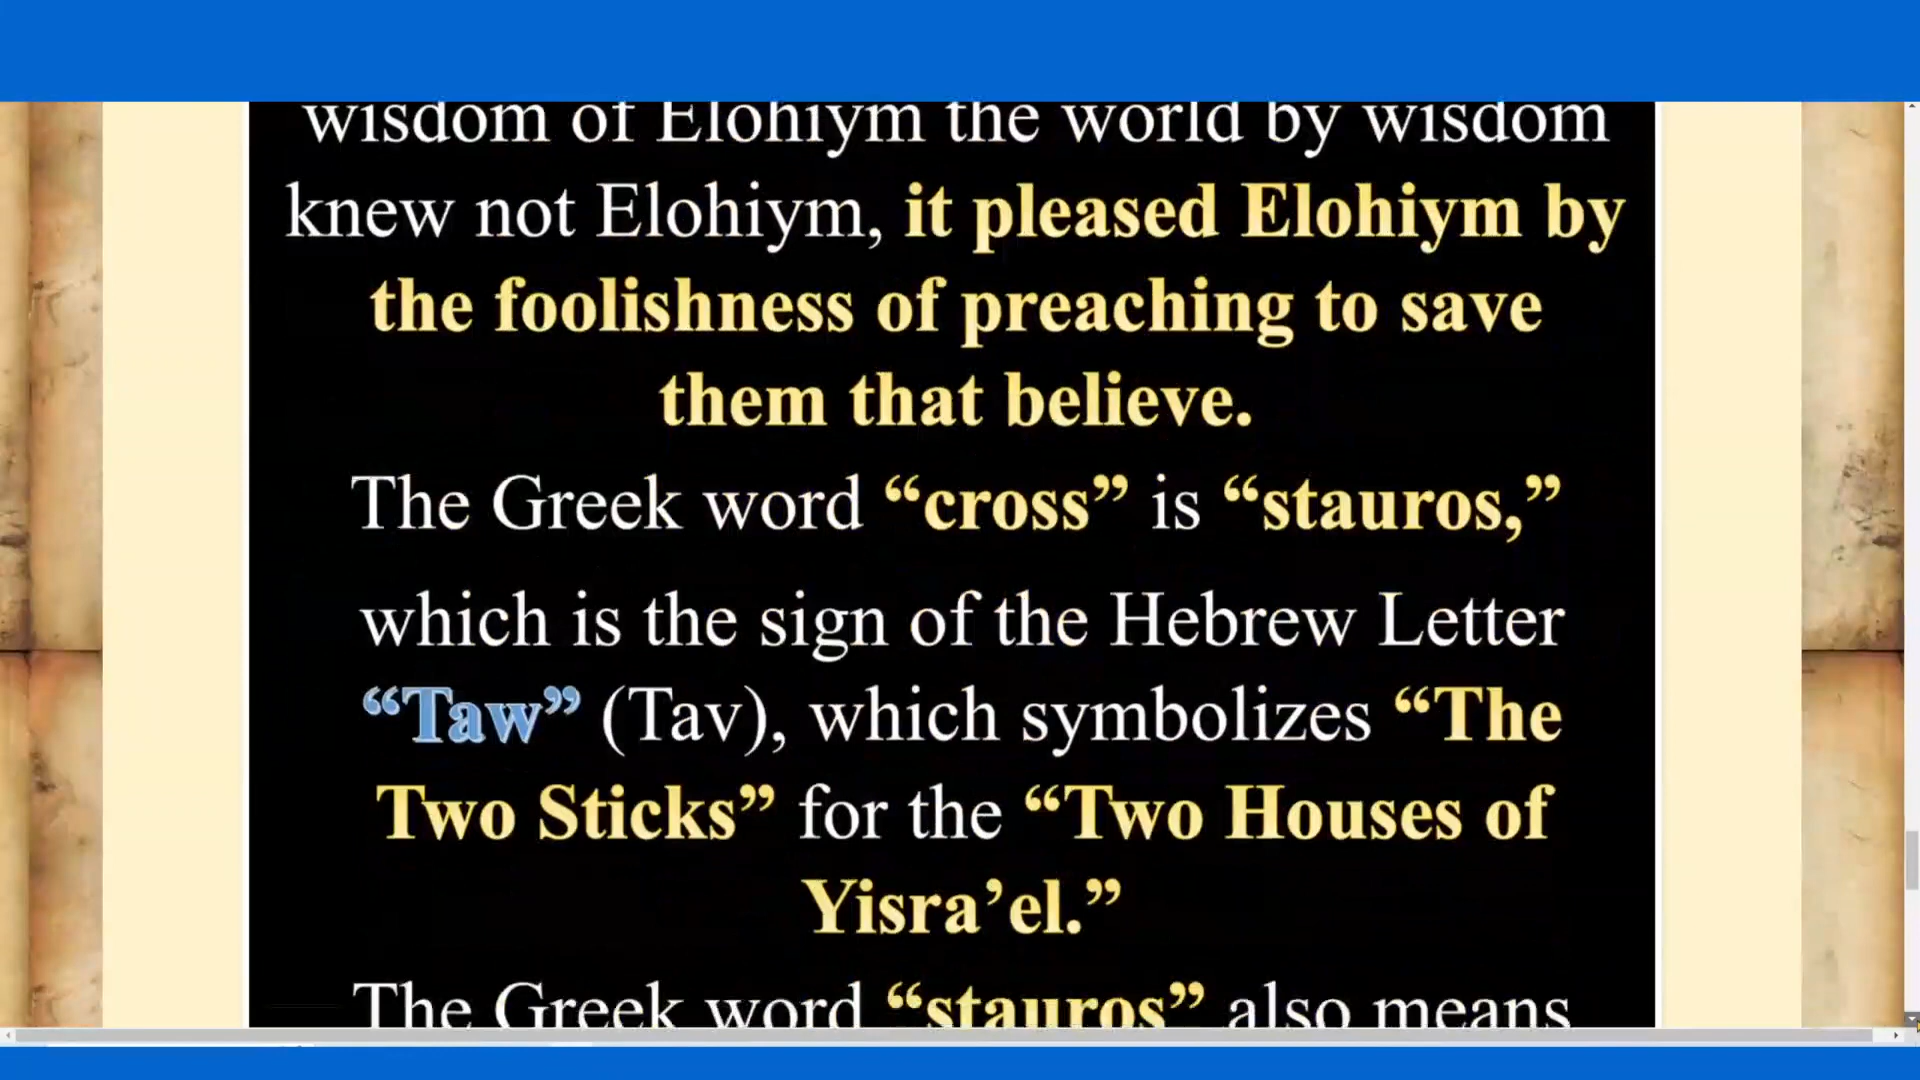 wisdom of Elohiym the world by wisdom
knew not Elohiym, it pleased Elohiym by
the foolishness of preaching to save
them that believe.
The Greek word “cross” is “stauros,”
which is the sign of the Hebrew Letter
“Taw” (Tav), which symbolizes “The
Two Sticks” for the “Two Houses of
Yisra’el.”
The Greek word “stauros” also means